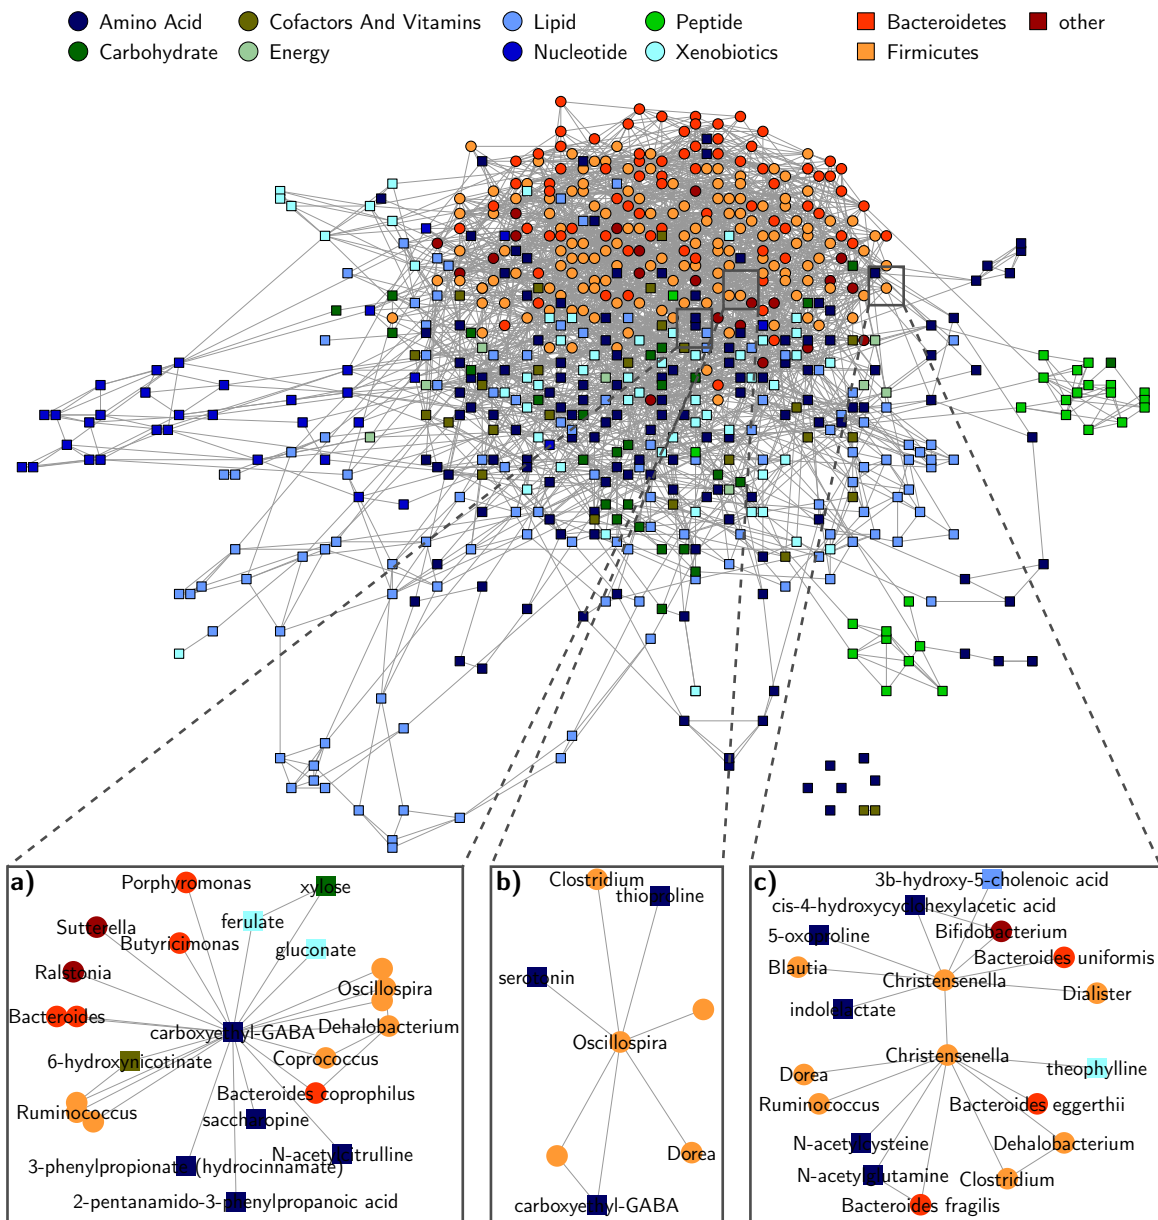 Amino Acid Cofactors And Vitamins Lipid Peptide Bacteroidetes other
Carbohydrate Energy Nucleotide Xenobiotics Firmicutes
a)
Porphyromonas
xylose
Sutterella
ferulate
Butyricimonas
gluconate
Ralstonia
Oscillospira
Bacteroides
carboxyethyl-GABA
Dehalobacterium
6-hydroxynicotinate
Coprococcus
Bacteroides coprophilus
Ruminococcus
saccharopine
N-acetylcitrulline
3-phenylpropionate (hydrocinnamate)
2-pentanamido-3-phenylpropanoic acid
b)
Clostridium
thioproline
serotonin
Oscillospira
Dorea
carboxyethyl-GABA
c)
3b-hydroxy-5-cholenoic acid
cis-4-hydroxycyclohexylacetic acid
5-oxoproline
Bifidobacterium
Bacteroides uniformis
Blautia
Christensenella
Dialister
indolelactate
Christensenella
theophylline
Dorea
Ruminococcus
Bacteroides eggerthii
N-acetylcysteine
Dehalobacterium
N-acetylglutamine
Clostridium
Bacteroides fragilis